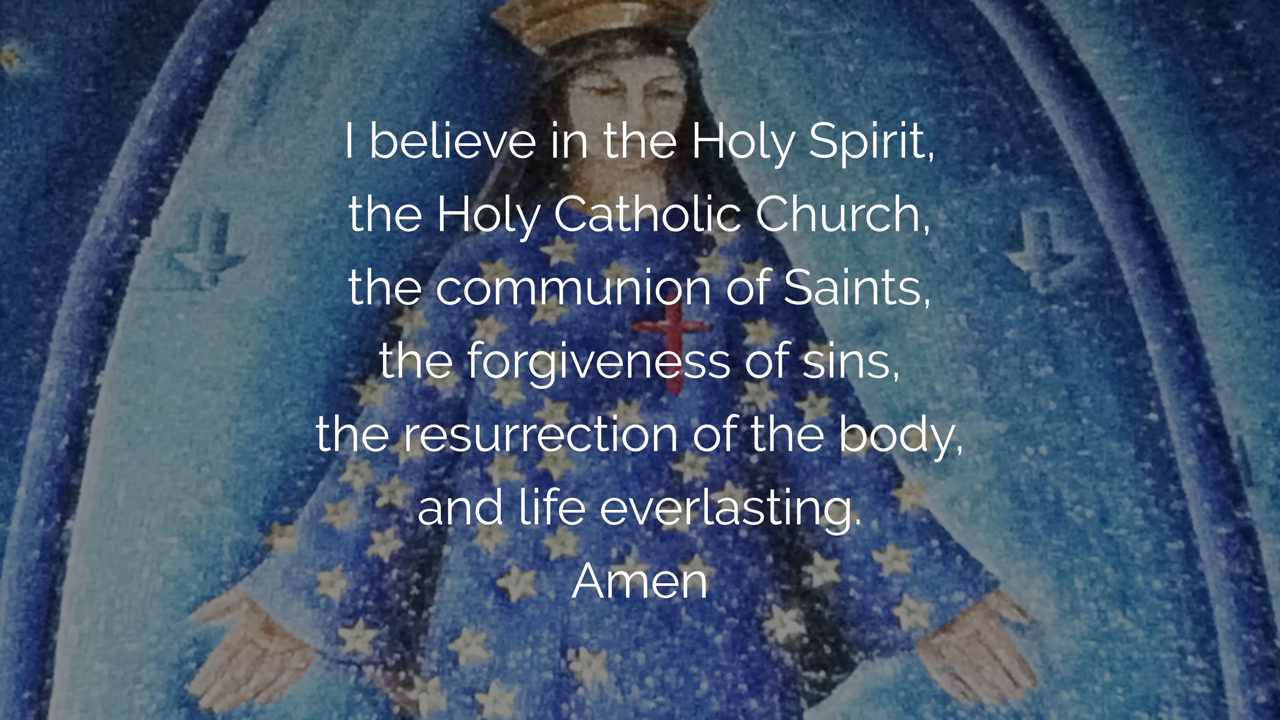 I believe in the Holy Spirit,
the Holy Catholic Church,
the communion of Saints,
the forgiveness of sins,
the resurrection of the body,
and life everlasting.
Amen